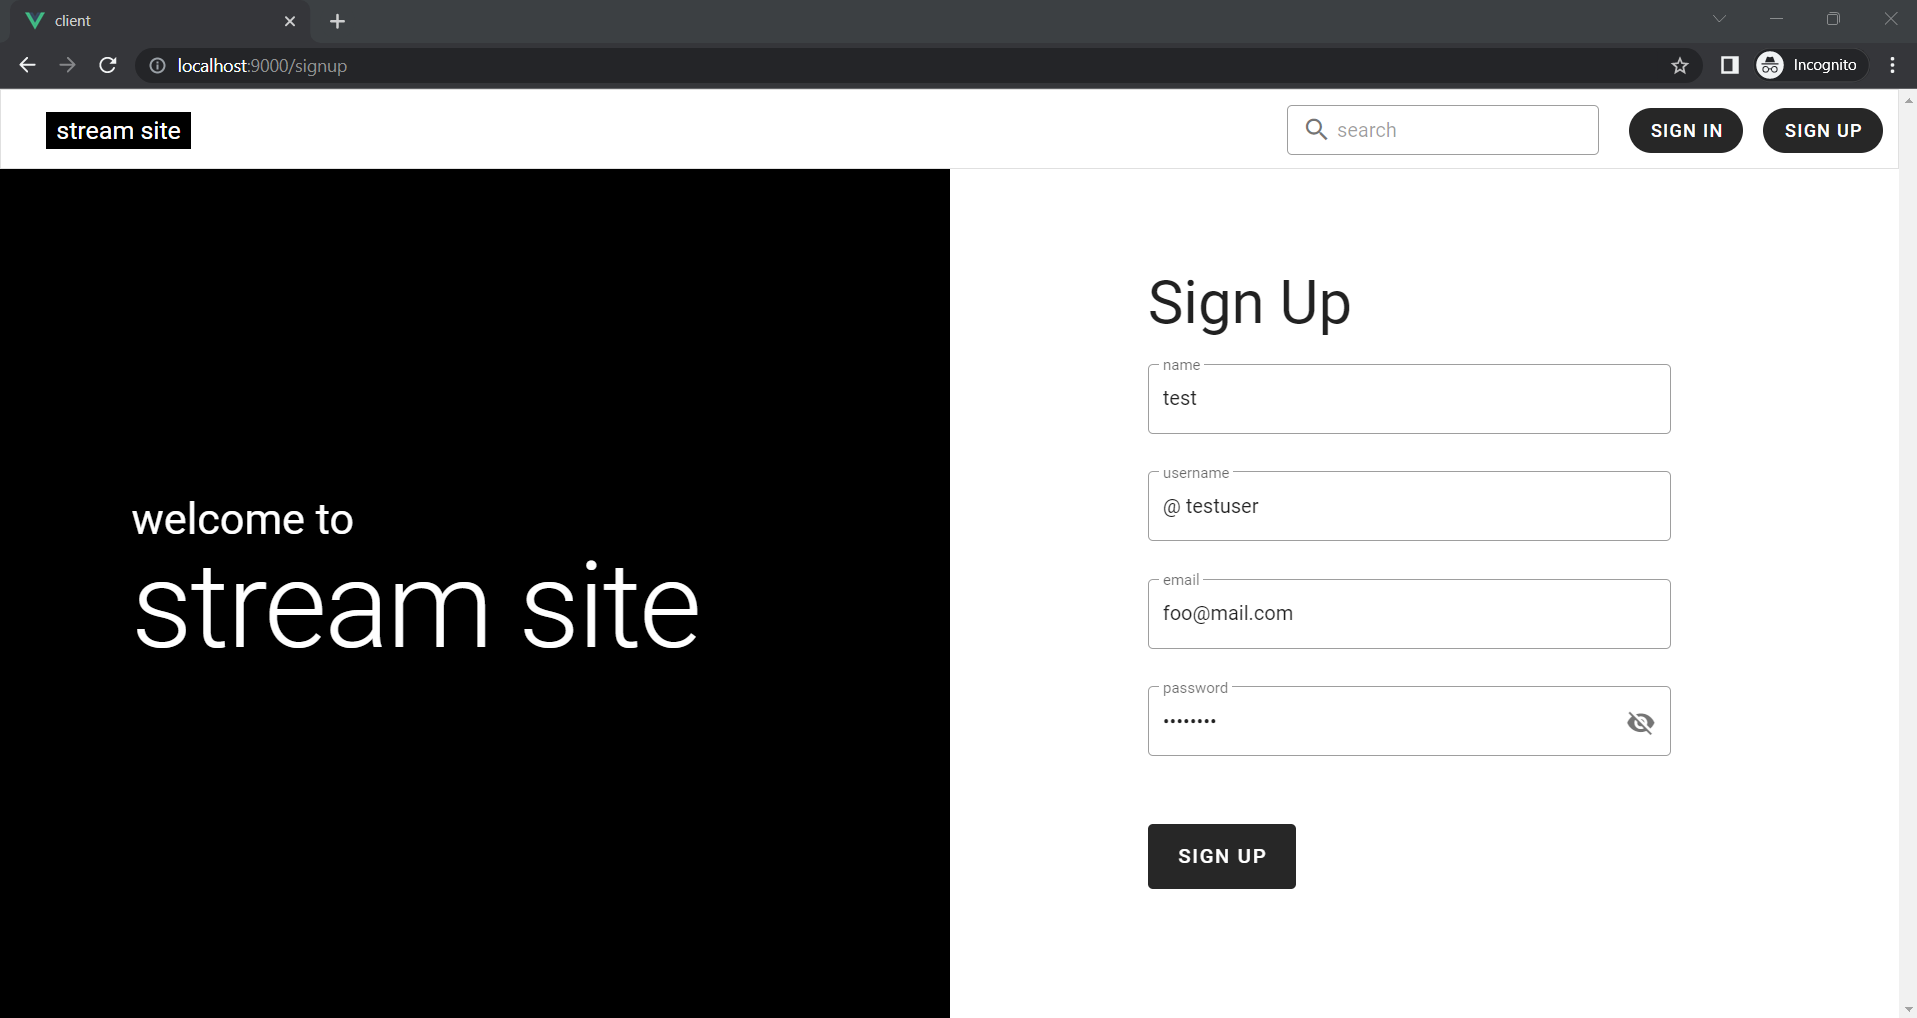 client
localhost:9000/signup
Incognito
stream site
search
SIGN IN
SIGN UP
welcome to
stream site
Sign Up
name
test
username
@ testuser
email
foo@mail.com
password
••••••••
SIGN UP